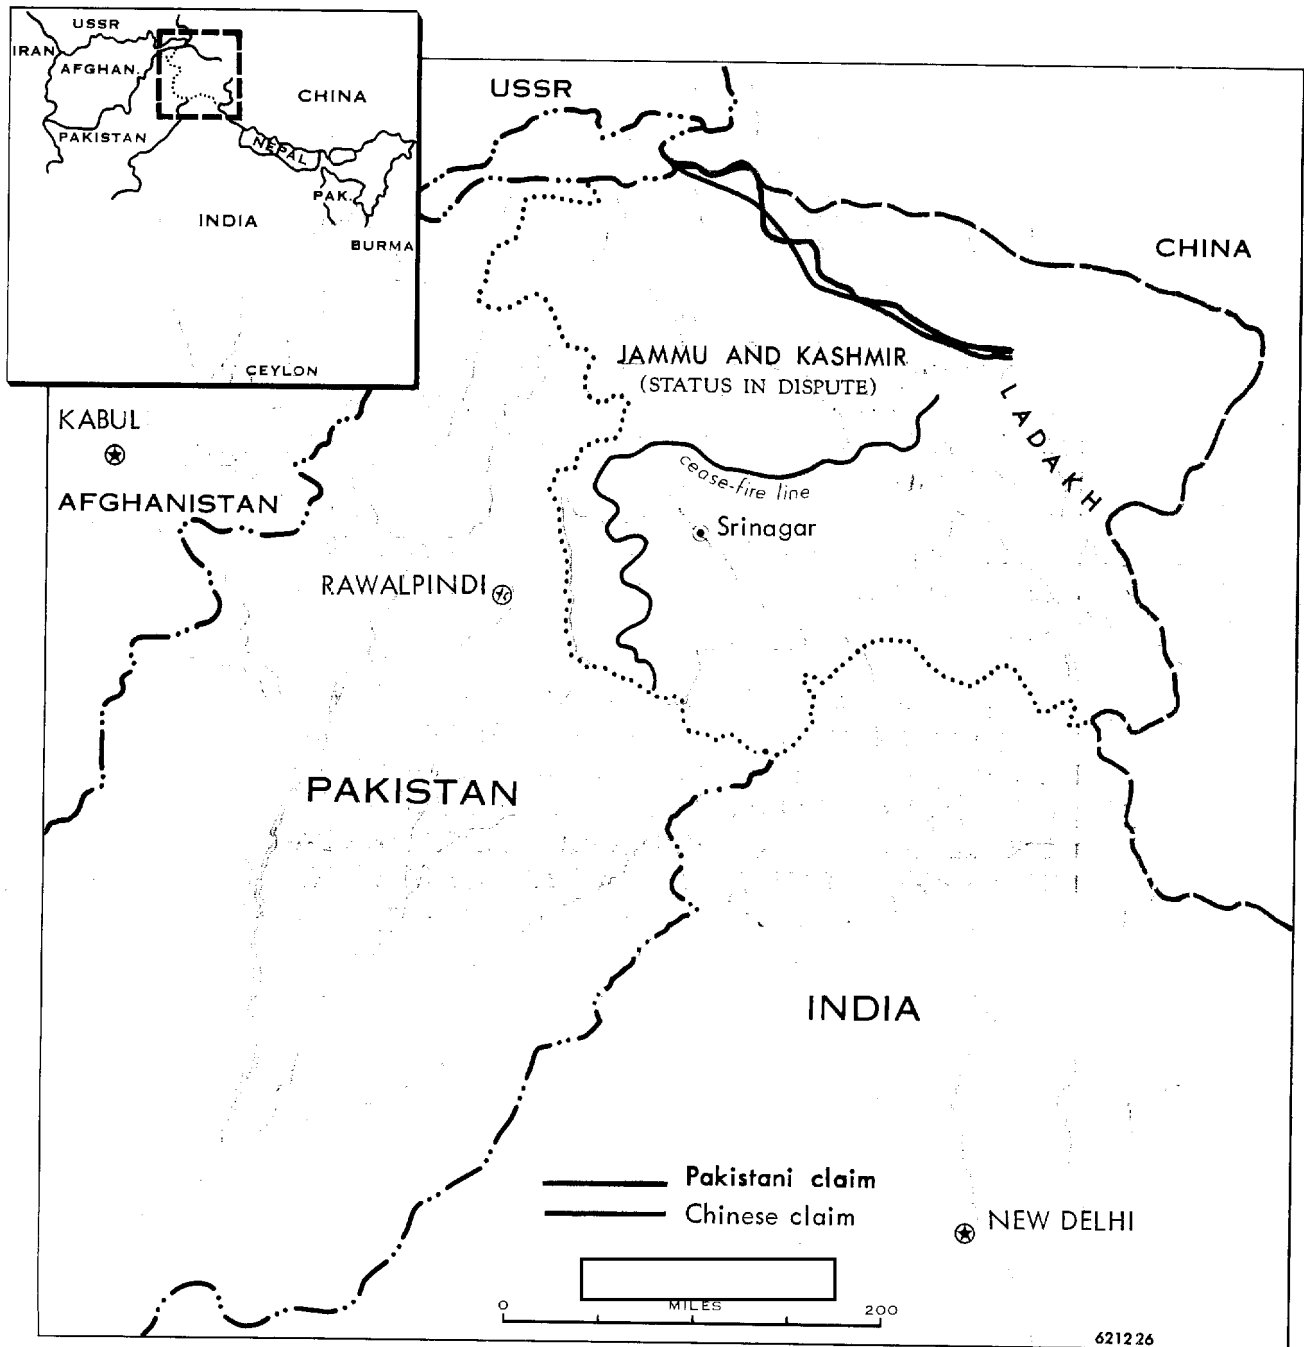 USSR
IRAN
AFGHAN.
CHINA
PAKISTAN
NEPAL
PAK.
INDIA
BURMA
CEYLON
USSR
CHINA
JAMMU AND KASHMIR
(STATUS IN DISPUTE)
LADAKH
KABUL
AFGHANISTAN
cease-fire line
Srinagar
RAWALPINDI
PAKISTAN
INDIA
Pakistani claim
Chinese claim
NEW DELHI
0 MILES 200
621226